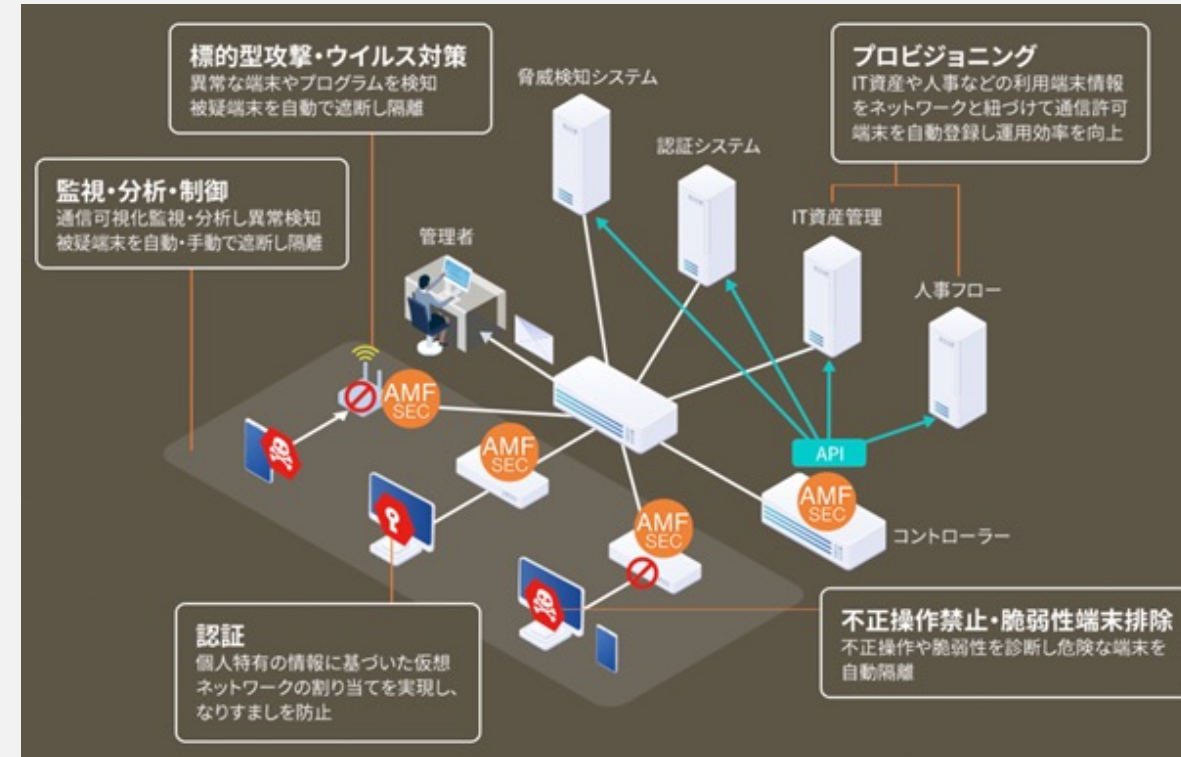 標的型攻撃・ウイルス対策
異常な端末やプログラムを検知
被疑端末を自動で遮断し隔離
プロビジョニング
IT資産や人事などの利用端末情報
をネットワークと紐づけて通信許可
端末を自動登録し運用効率を向上
脅威検知システム
認証システム
監視・分析・制御
通信可視化監視・分析し異常検知
被疑端末を自動・手動で遮断し隔離
IT資産管理
管理者
人事フロー
AMF
SEC
AMF
SEC
API
AMF
SEC
AMF
SEC
コントローラー
不正操作禁止・脆弱性端末排除
不正操作や脆弱性を診断し危険な端末を
自動隔離
認証
個人特有の情報に基づいた仮想
ネットワークの割り当てを実現し、
なりすましを防止